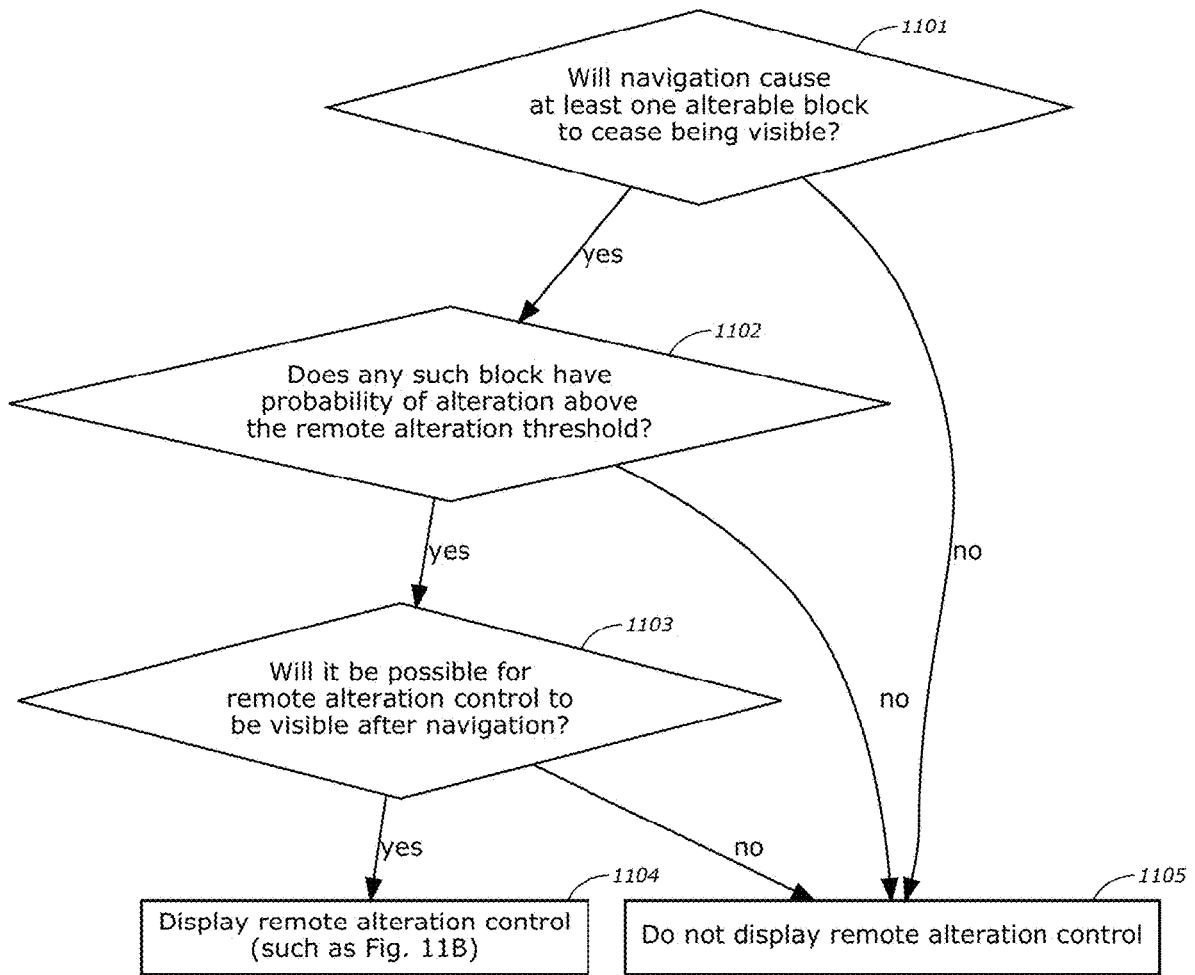 1101
Will navigation cause
at least one alterable block
to cease being visible?
yes
1102
Does any such block have
probability of alteration above
the remote alteration threshold?
yes
no
1103
Will it be possible for
remote alteration control to
be visible after navigation?
no
yes
no
1104
Display remote alteration control
(such as Fig. 11B)
1105
Do not display remote alteration control